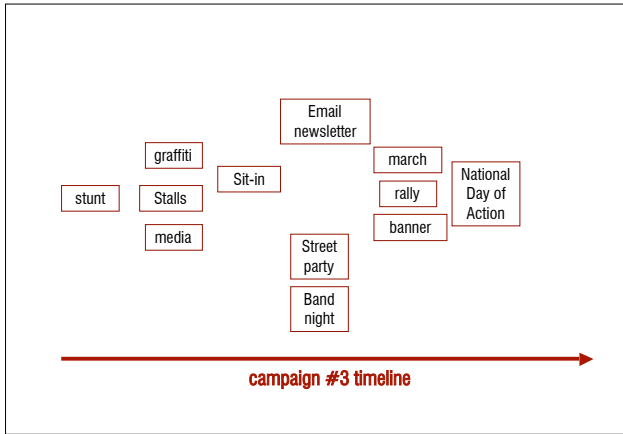 Email
newsletter
graffiti
march
Sit-in
National
Day of
Action
stunt
Stalls
rally
media
banner
Street
party
Band
night
campaign #3 timeline